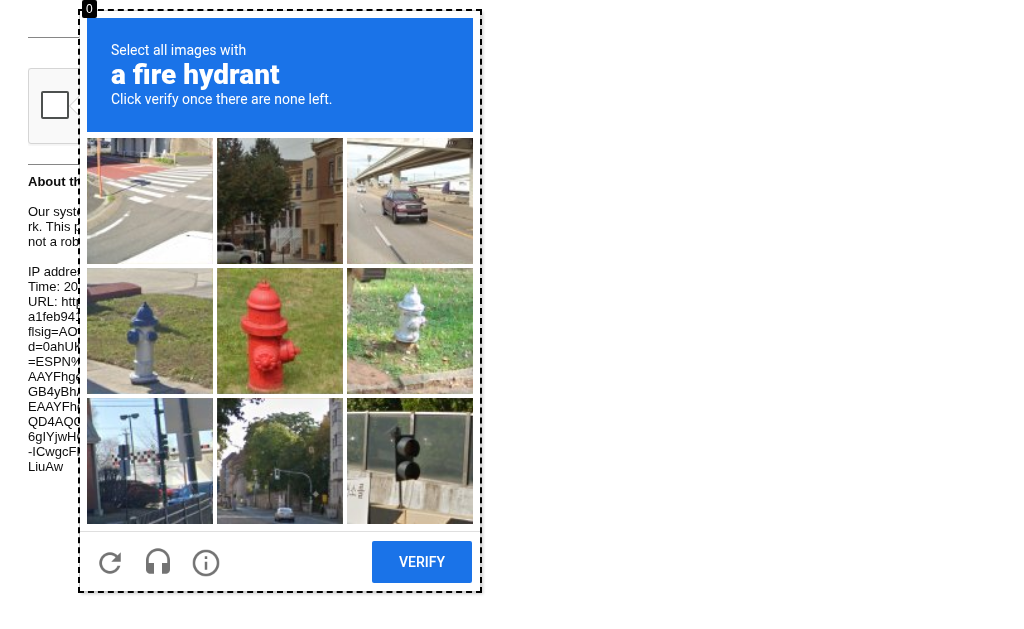 0
Select all images with
a fire hydrant
Click verify once there are none left.
About th
Our syst
rk. This p
not a rob
IP addre
Time: 20
URL: http
a1feb941
flsig=AO
d=0ahUK
=ESPN%
AAYFhg
GB4yBh
EAAYFh
QD4AQ
6gIYjwH
-ICwgcF
LiuAw
VERIFY